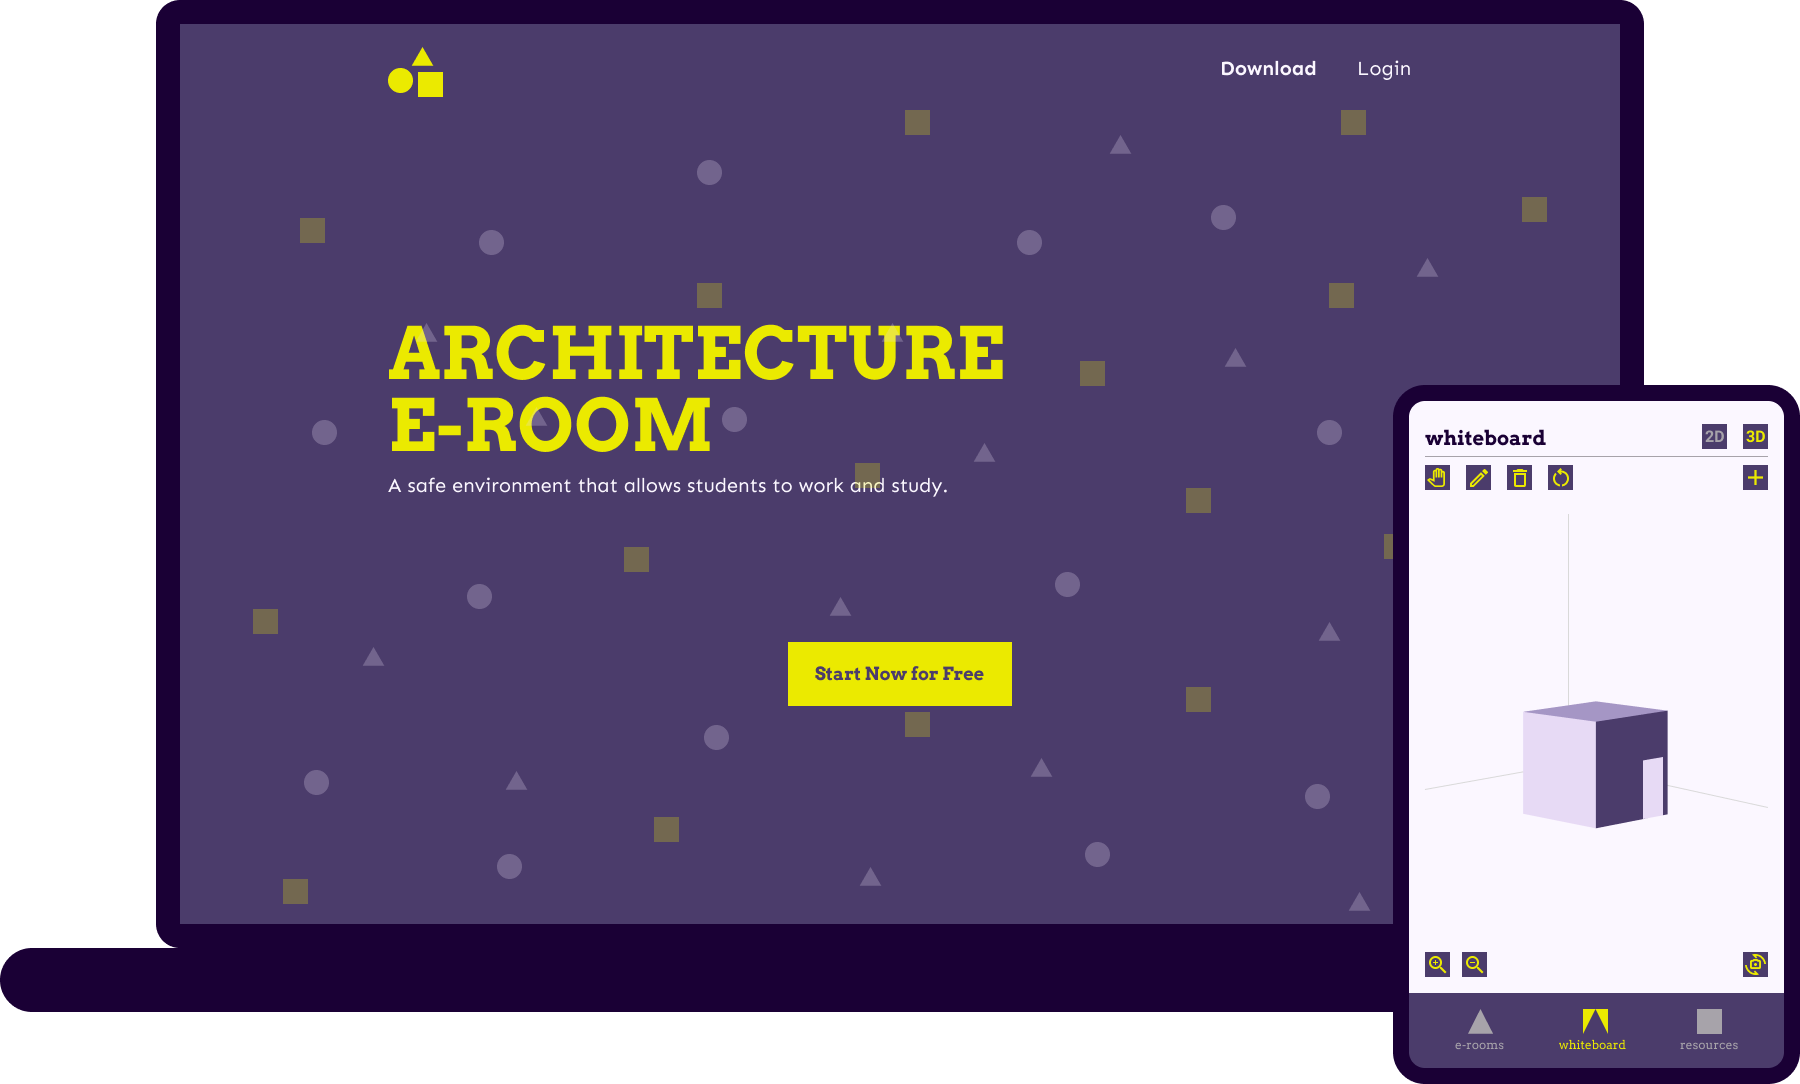 Download
Login
ARCHITECTURE
E-ROOM
A safe environment that allows students to work and study.
Start Now for Free
whiteboard
2D
3D
e-rooms
whiteboard
resources